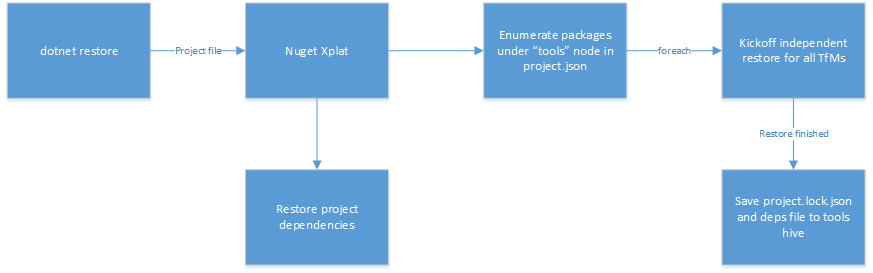 dotnet restore
Project file
Nuget Xplat
Enumerate packages
under “tools” node in
project.json
foreach
Kickoff independent
restore for all TfMs
Restore finished
Restore project
dependencies
Save project.lock.json
and deps file to tools
hive